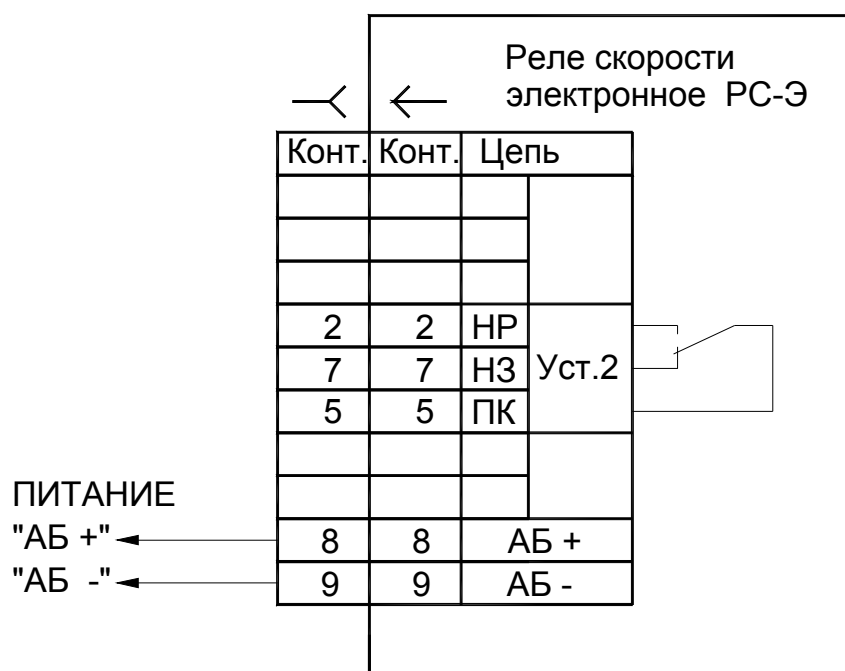 Реле скорости
электронное РС-Э
Конт. Конт. Цепь
2 2 НР
7 7 НЗ Уст.2
5 5 ПК
ПИТАНИЕ
"АБ +" 8 8 АБ +
"АБ -" 9 9 АБ -